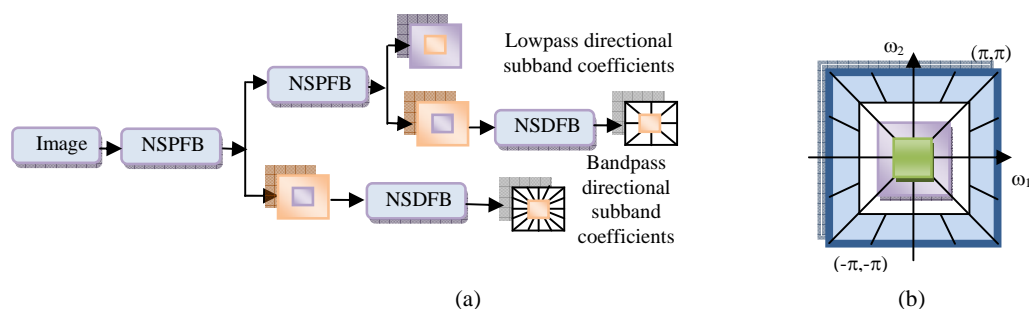 Image
NSPFB
NSPFB
Lowpass directional
subband coefficients
NSDFB
NSDFB
Bandpass
directional
subband
coefficients
(a)
ω2
(π,π)
ω1
(-π,-π)
(b)